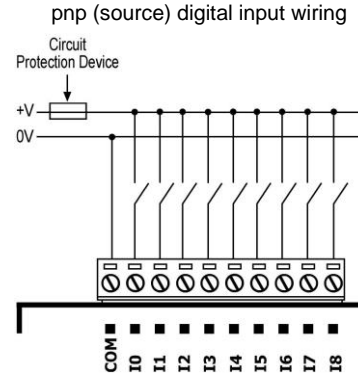 pnp (source) digital input wiring
Circuit
Protection Device
+V
0V
COM I0 I1 I2 I3 I4 I5 I6 I7 I8